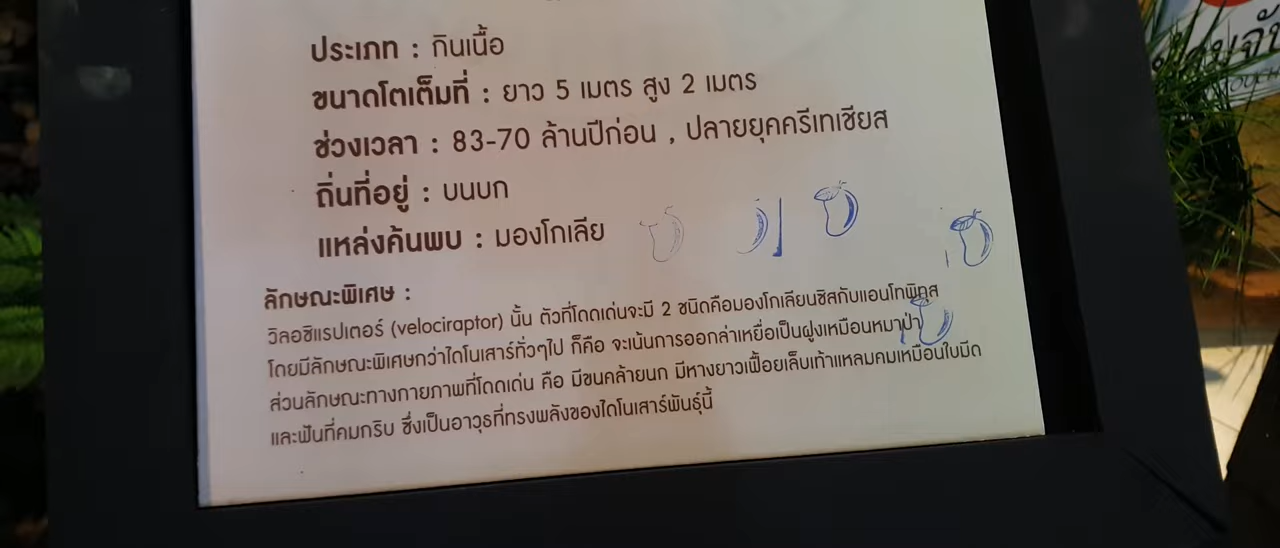 ประเภท : กินเนื้อ
ขนาดโตเต็มที่ : ยาว 5 เมตร สูง 2 เมตร
ช่วงเวลา : 83-70 ล้านปีก่อน , ปลายยุคครีเทเชียส
ถิ่นที่อยู่ : บนบก
แหล่งค้นพบ : มองโกเลีย
ลักษณะพิเศษ :
วิลอซิแรปเตอร์ (velociraptor) นั้น ตัวที่โดดเด่นจะมี 2 ชนิดคือมองโกเลียนซิสกับแอนโทพิทูส
โดยมีลักษณะพิเศษกว่าไดโนเสาร์ทั่วๆไป ก็คือ จะเน้นการออกล่าเหยื่อเป็นฝูงเหมือนหมาป่า
ส่วนลักษณะทางกายภาพที่โดดเด่น คือ มีขนคล้ายนก มีหางยาวเฟื้อยเล็บเท้าแหลมคมเหมือนใบมีด
และฟันที่คมกริบ ซึ่งเป็นอาวุธที่ทรงพลังของไดโนเสาร์พันธุ์นี้